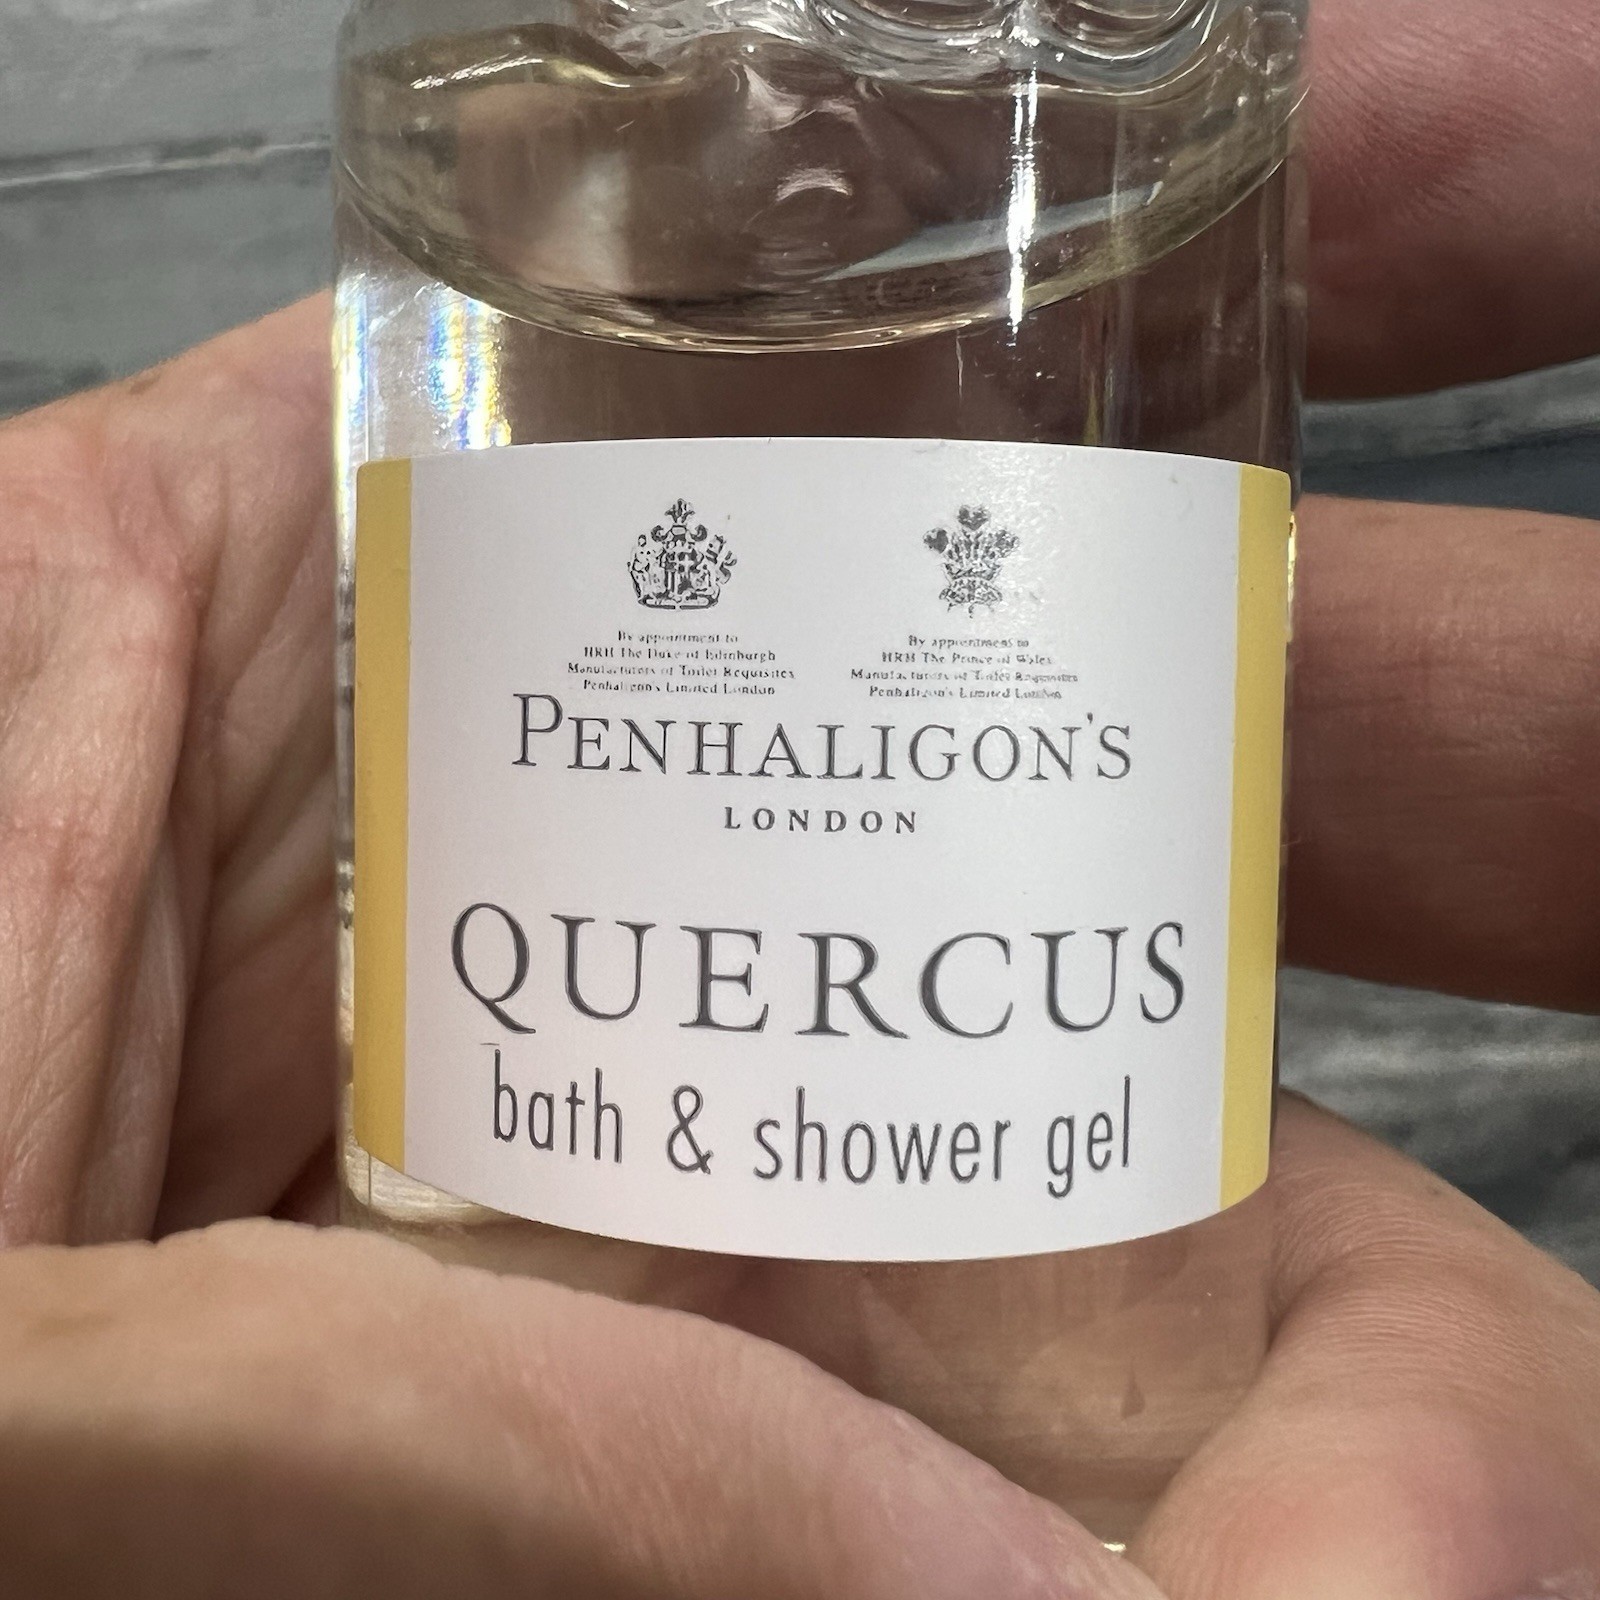 By appointment to
HRH The Duke of Edinburgh
Manufacturers of Toilet Requisites
Penhaligon's Limited London
By appointment to
HRH The Prince of Wales
Manufacturers of Toilet Requisites
Penhaligon's Limited London
PENHALIGON'S
LONDON
QUERCUS
bath & shower gel